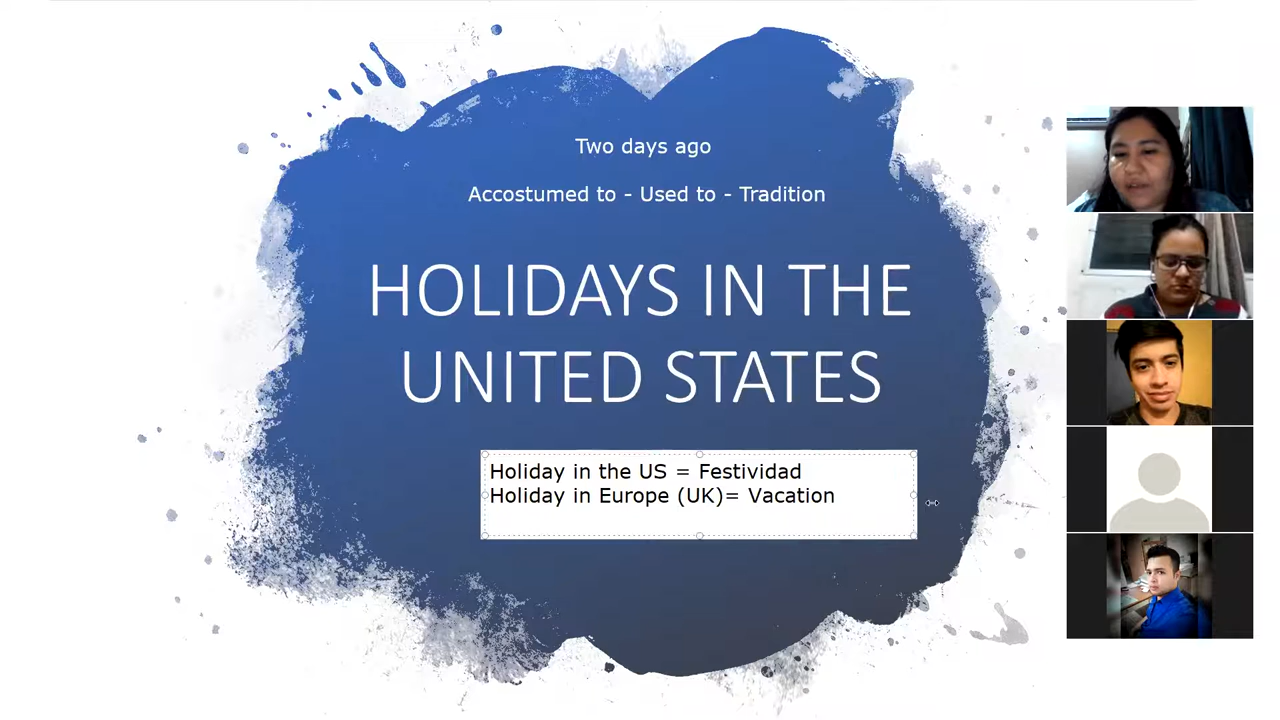 Two days ago
Accostumed to - Used to - Tradition
HOLIDAYS IN THE
UNITED STATES
Holiday in the US = Festividad
Holiday in Europe (UK)= Vacation